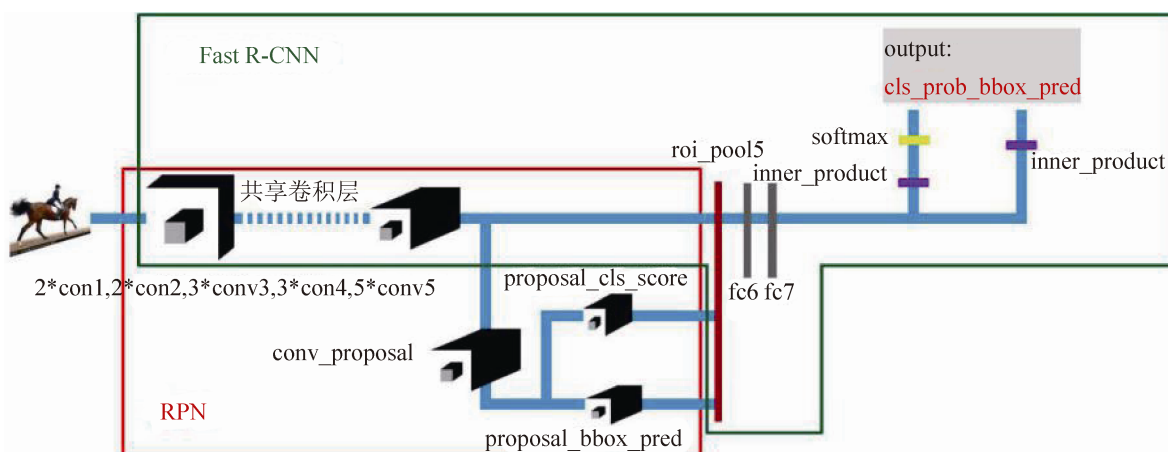 Fast R-CNN
output:
cls_prob_bbox_pred
softmax
roi_pool5
inner_product
inner_product
共享卷积层
2*con1,2*con2,3*conv3,3*con4,5*conv5
proposal_cls_score
fc6 fc7
conv_proposal
RPN
proposal_bbox_pred